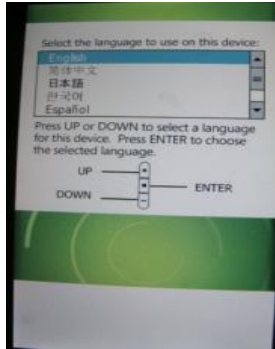 Select the language to use on this device:
English
简体中文
日本語
한국어
Español
Press UP or DOWN to select a language
for this device. Press ENTER to choose
the selected language.
UP
ENTER
DOWN